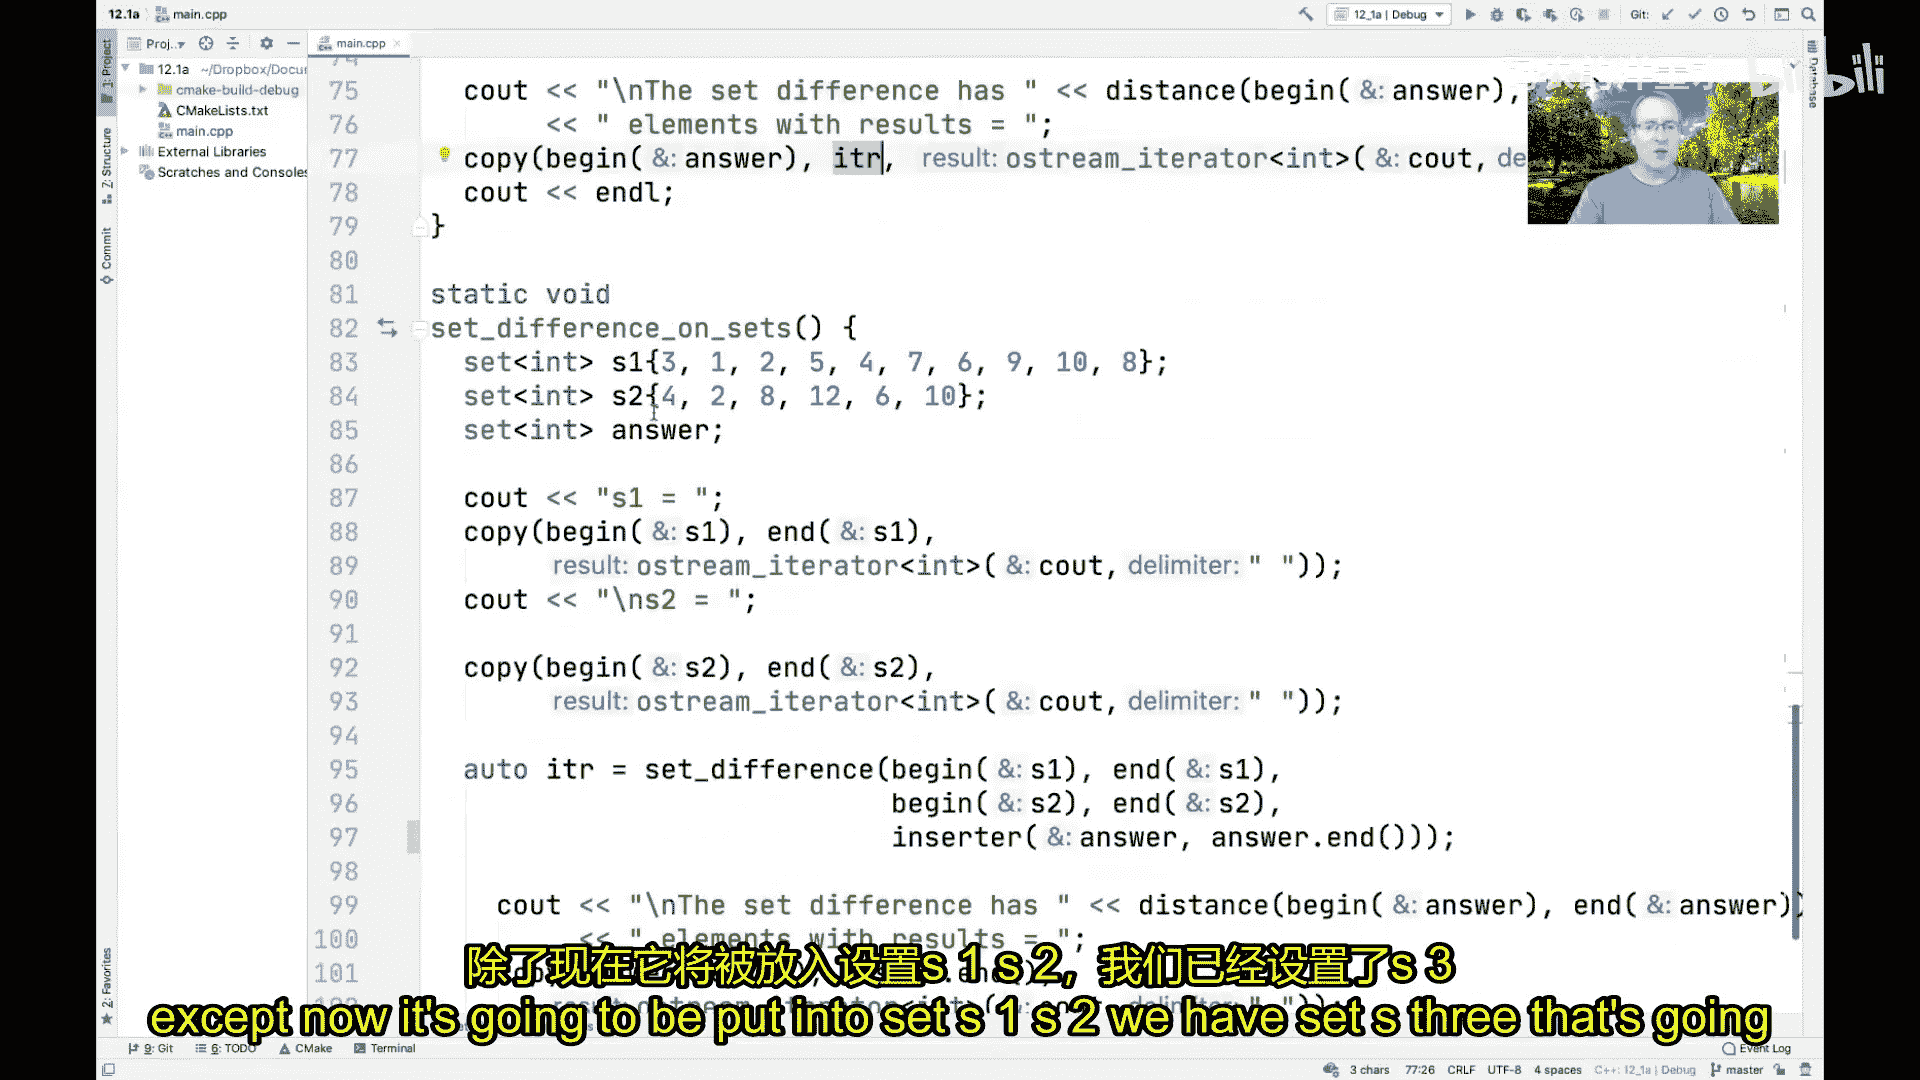 12.1a main.cpp 12_1a | Debug Git:
Proj.. main.cpp
1: Project
12.1a ~/Dropbox/Docur
cmake-build-debug
CMakeLists.txt
main.cpp
External Libraries
Scratches and Consoles
Z: Structure
Commit
2: Favorites
Database
bilibili
74
75 cout << "\nThe set difference has " << distance(begin( &: answer),
76 << " elements with results = ";
77 copy(begin( &: answer), itr, result: ostream_iterator<int>( &: cout, de
78 cout << endl;
79 }
80
81 static void
82 set_difference_on_sets() {
83 set<int> s1{3, 1, 2, 5, 4, 7, 6, 9, 10, 8};
84 set<int> s2{4, 2, 8, 12, 6, 10};
85 set<int> answer;
86
87 cout << "s1 = ";
88 copy(begin( &: s1), end( &: s1),
89 result: ostream_iterator<int>( &: cout, delimiter: " "));
90 cout << "\ns2 = ";
91
92 copy(begin( &: s2), end( &: s2),
93 result: ostream_iterator<int>( &: cout, delimiter: " "));
94
95 auto itr = set_difference(begin( &: s1), end( &: s1),
96 begin( &: s2), end( &: s2),
97 inserter( &: answer, answer.end()));
98
99 cout << "\nThe set difference has " << distance(begin( &: answer), end( &: answer))
100 << " elements with results = ";
101
除了现在它将被放入设置s 1 s 2，我们已经设置了s 3
except now it's going to be put into set s 1 s 2 we have set s three that's going
9: Git 6: TODO CMake Terminal Event Log
3 chars 77:26 CRLF UTF-8 4 spaces C++: 12_1a | Debug master